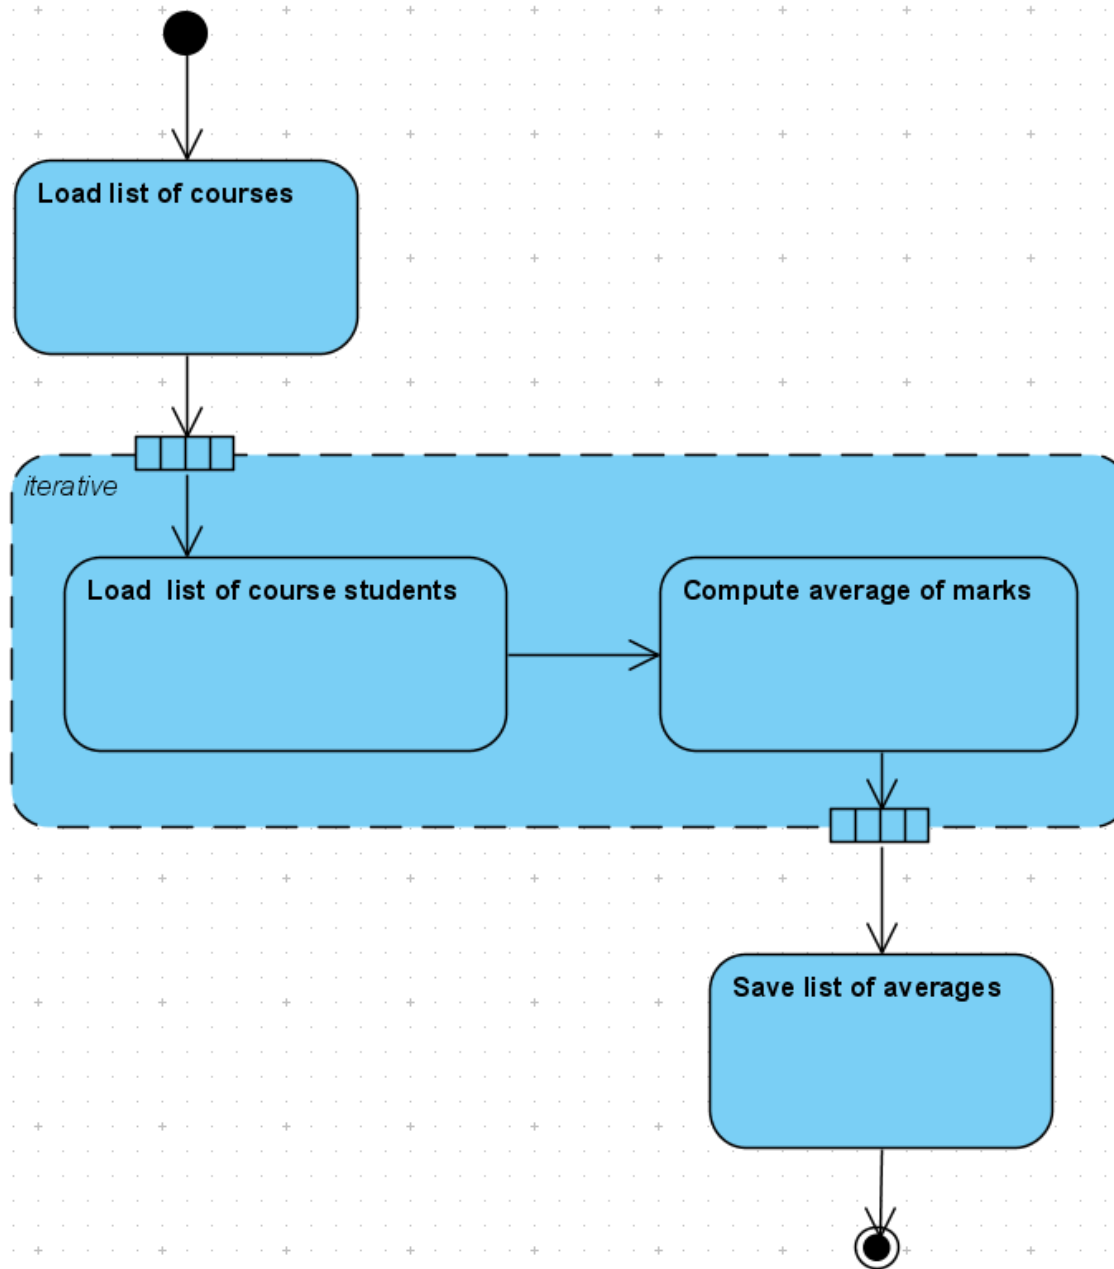 Load list of courses
iterative
Load  list of course students
Compute average of marks
Save list of averages